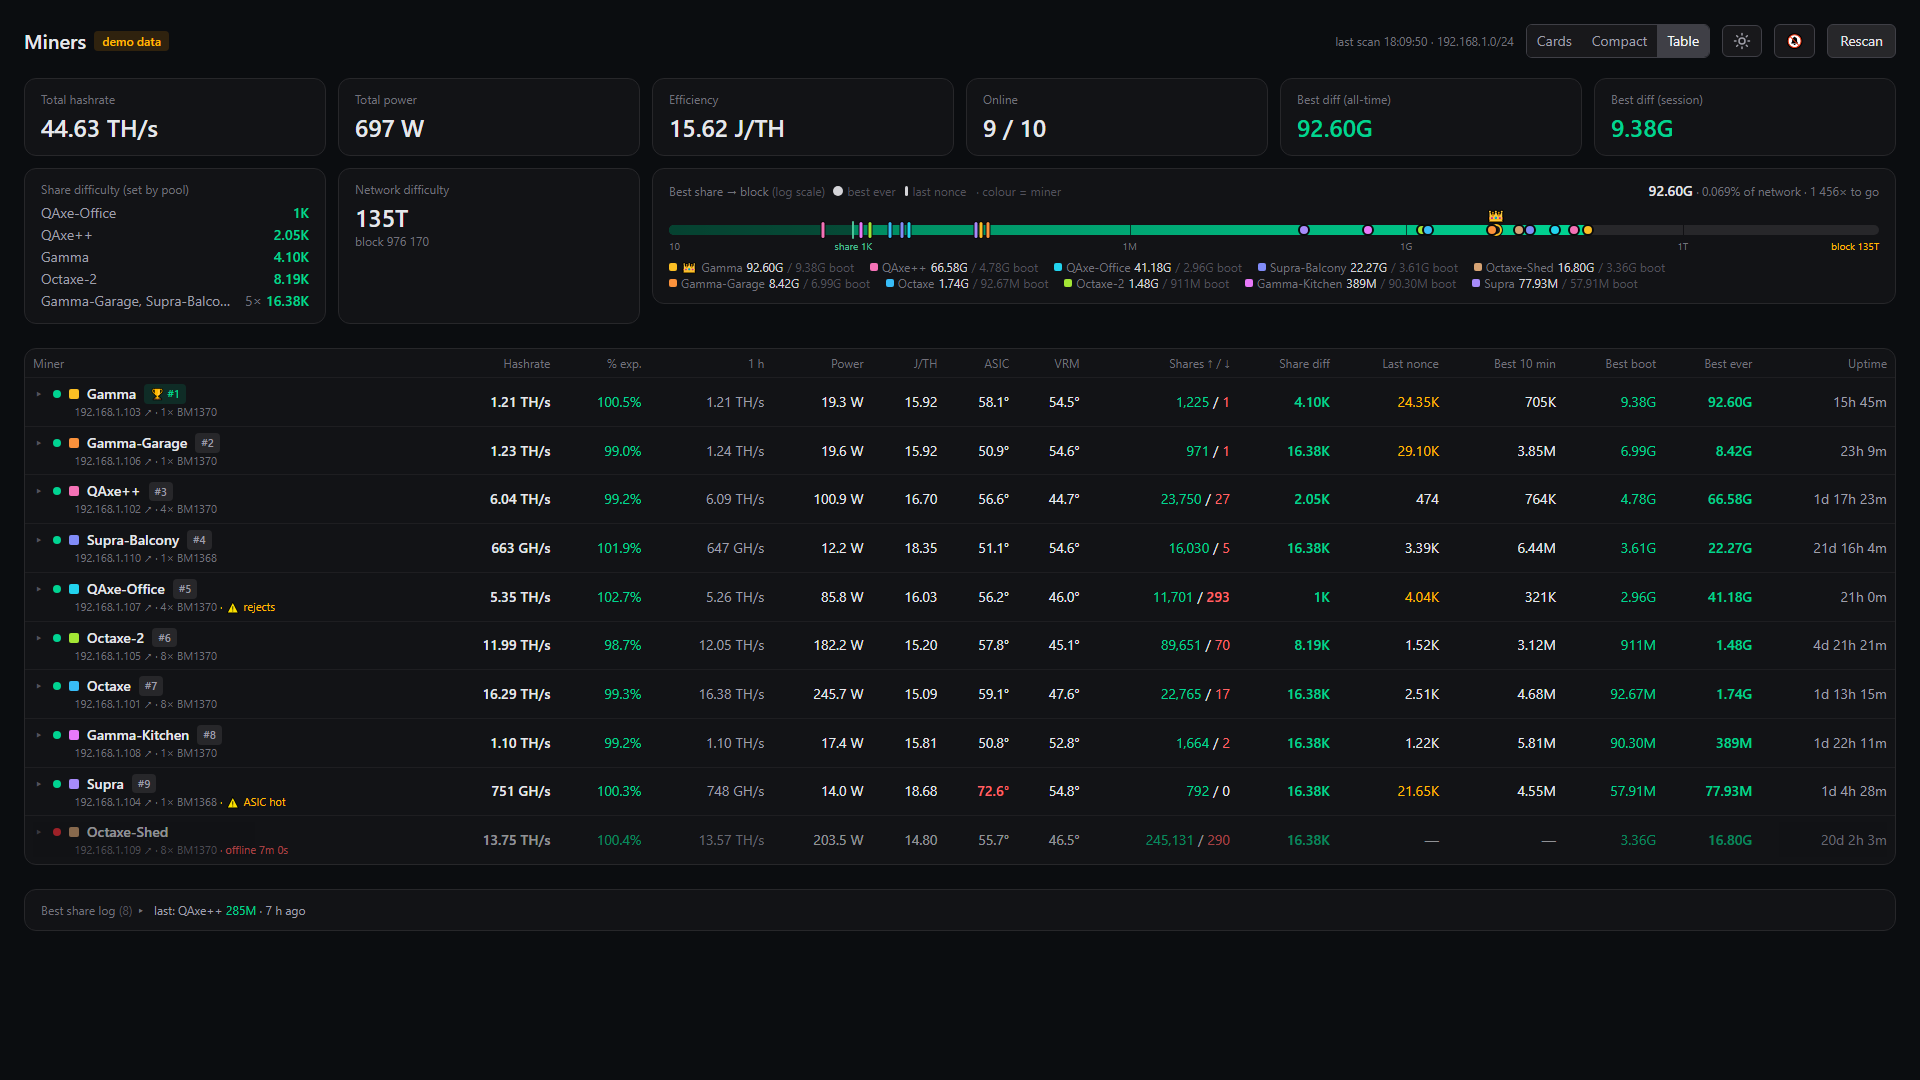 Miners demo data last scan 18:09:50 · 192.168.1.0/24 Cards Compact Table Rescan
Total hashrate
44.63 TH/s
Total power
697 W
Efficiency
15.62 J/TH
Online
9 / 10
Best diff (all-time)
92.60G
Best diff (session)
9.38G
Share difficulty (set by pool)
QAxe-Office 1K
QAxe++ 2.05K
Gamma 4.10K
Octaxe-2 8.19K
Gamma-Garage, Supra-Balco... 5× 16.38K
Network difficulty
135T
block 976 170
Best share → block (log scale) best ever last nonce · colour = miner 92.60G · 0.069% of network · 1 456× to go
10 share 1K 1M 1G 1T block 135T
Gamma 92.60G / 9.38G boot QAxe++ 66.58G / 4.78G boot QAxe-Office 41.18G / 2.96G boot Supra-Balcony 22.27G / 3.61G boot Octaxe-Shed 16.80G / 3.36G boot
Gamma-Garage 8.42G / 6.99G boot Octaxe 1.74G / 92.67M boot Octaxe-2 1.48G / 911M boot Gamma-Kitchen 389M / 90.30M boot Supra 77.93M / 57.91M boot
Miner Hashrate % exp. 1 h Power J/TH ASIC VRM Shares ↑ / ↓ Share diff Last nonce Best 10 min Best boot Best ever Uptime
▸ Gamma 🏆 #1 1.21 TH/s 100.5% 1.21 TH/s 19.3 W 15.92 58.1° 54.5° 1,225 / 1 4.10K 24.35K 705K 9.38G 92.60G 15h 45m
192.168.1.103 ↗ · 1× BM1370
▸ Gamma-Garage #2 1.23 TH/s 99.0% 1.24 TH/s 19.6 W 15.92 50.9° 54.6° 971 / 1 16.38K 29.10K 3.85M 6.99G 8.42G 23h 9m
192.168.1.106 ↗ · 1× BM1370
▸ QAxe++ #3 6.04 TH/s 99.2% 6.09 TH/s 100.9 W 16.70 56.6° 44.7° 23,750 / 27 2.05K 474 764K 4.78G 66.58G 1d 17h 23m
192.168.1.102 ↗ · 4× BM1370
▸ Supra-Balcony #4 663 GH/s 101.9% 647 GH/s 12.2 W 18.35 51.1° 54.6° 16,030 / 5 16.38K 3.39K 6.44M 3.61G 22.27G 21d 16h 4m
192.168.1.110 ↗ · 1× BM1368
▸ QAxe-Office #5 5.35 TH/s 102.7% 5.26 TH/s 85.8 W 16.03 56.2° 46.0° 11,701 / 293 1K 4.04K 321K 2.96G 41.18G 21h 0m
192.168.1.107 ↗ · 4× BM1370 · ⚠ rejects
▸ Octaxe-2 #6 11.99 TH/s 98.7% 12.05 TH/s 182.2 W 15.20 57.8° 45.1° 89,651 / 70 8.19K 1.52K 3.12M 911M 1.48G 4d 21h 21m
192.168.1.105 ↗ · 8× BM1370
▸ Octaxe #7 16.29 TH/s 99.3% 16.38 TH/s 245.7 W 15.09 59.1° 47.6° 22,765 / 17 16.38K 2.51K 4.68M 92.67M 1.74G 1d 13h 15m
192.168.1.101 ↗ · 8× BM1370
▸ Gamma-Kitchen #8 1.10 TH/s 99.2% 1.10 TH/s 17.4 W 15.81 50.8° 52.8° 1,664 / 2 16.38K 1.22K 5.81M 90.30M 389M 1d 22h 11m
192.168.1.108 ↗ · 1× BM1370
▸ Supra #9 751 GH/s 100.3% 748 GH/s 14.0 W 18.68 72.6° 54.8° 792 / 0 16.38K 21.65K 4.55M 57.91M 77.93M 1d 4h 28m
192.168.1.104 ↗ · 1× BM1368 · ⚠ ASIC hot
▸ Octaxe-Shed 13.75 TH/s 100.4% 13.57 TH/s 203.5 W 14.80 55.7° 46.5° 245,131 / 290 16.38K — — 3.36G 16.80G 20d 2h 3m
192.168.1.109 ↗ · 8× BM1370 · offline 7m 0s
Best share log (8) ▸ last: QAxe++ 285M · 7 h ago